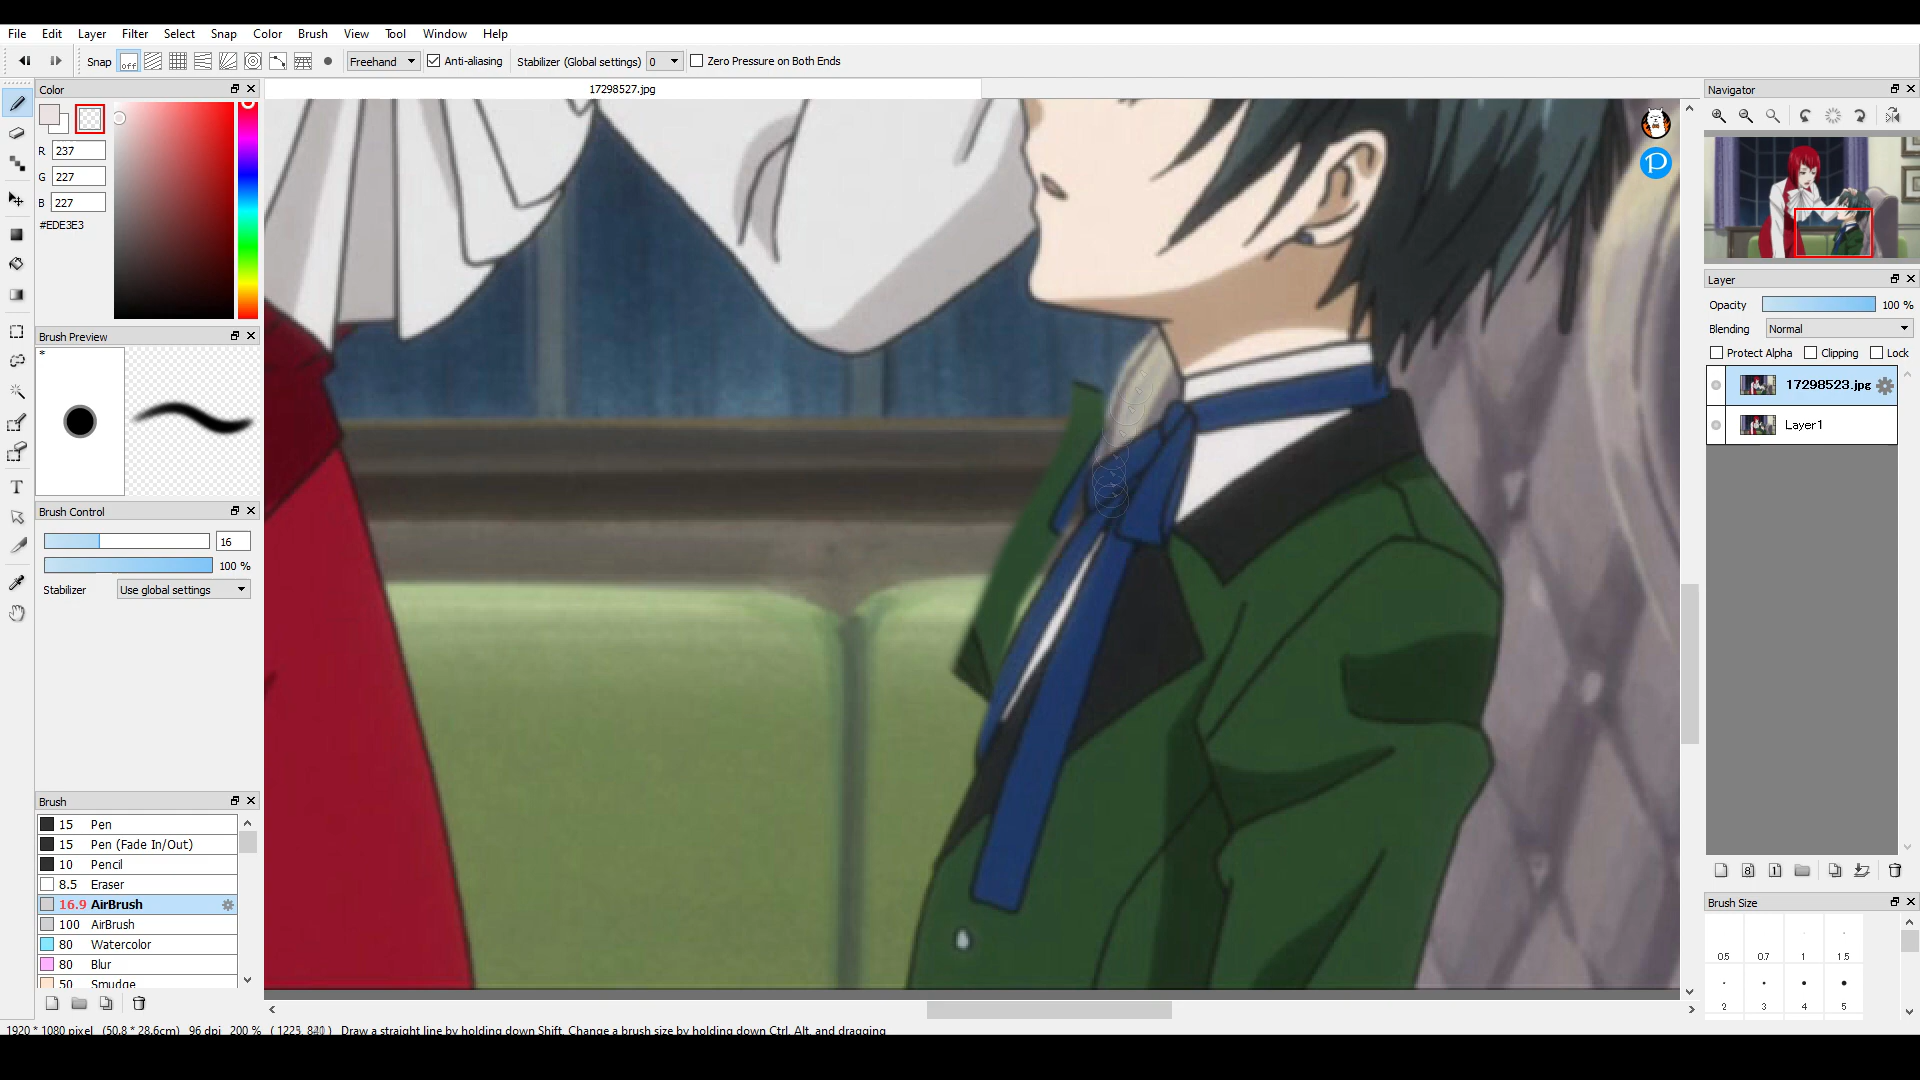 File Edit Layer Filter Select Snap Color Brush View Tool Window Help
Snap off Freehand Anti-aliasing Stabilizer (Global settings) 0 Zero Pressure on Both Ends
Color
17298527.jpg
Navigator
R 237
G 227
B 227
#EDE3E3
P
Layer
Opacity 100 %
Blending Normal
Protect Alpha Clipping Lock
17298523.jpg
Layer1
Brush Preview
*
Brush Control
16
100 %
Stabilizer Use global settings
Brush
15 Pen
15 Pen (Fade In/Out)
10 Pencil
8.5 Eraser
16.9 AirBrush
100 AirBrush
80 Watercolor
80 Blur
50 Smudge
8 1
Brush Size
0.5 0.7 1 1.5
2 3 4 5
1920 * 1080 pixel (50.8 * 28.6cm) 96 dpi 200 % ( 1223, ) Draw a straight line by holding down Shift, Change a brush size by holding down Ctrl, Alt, and dragging